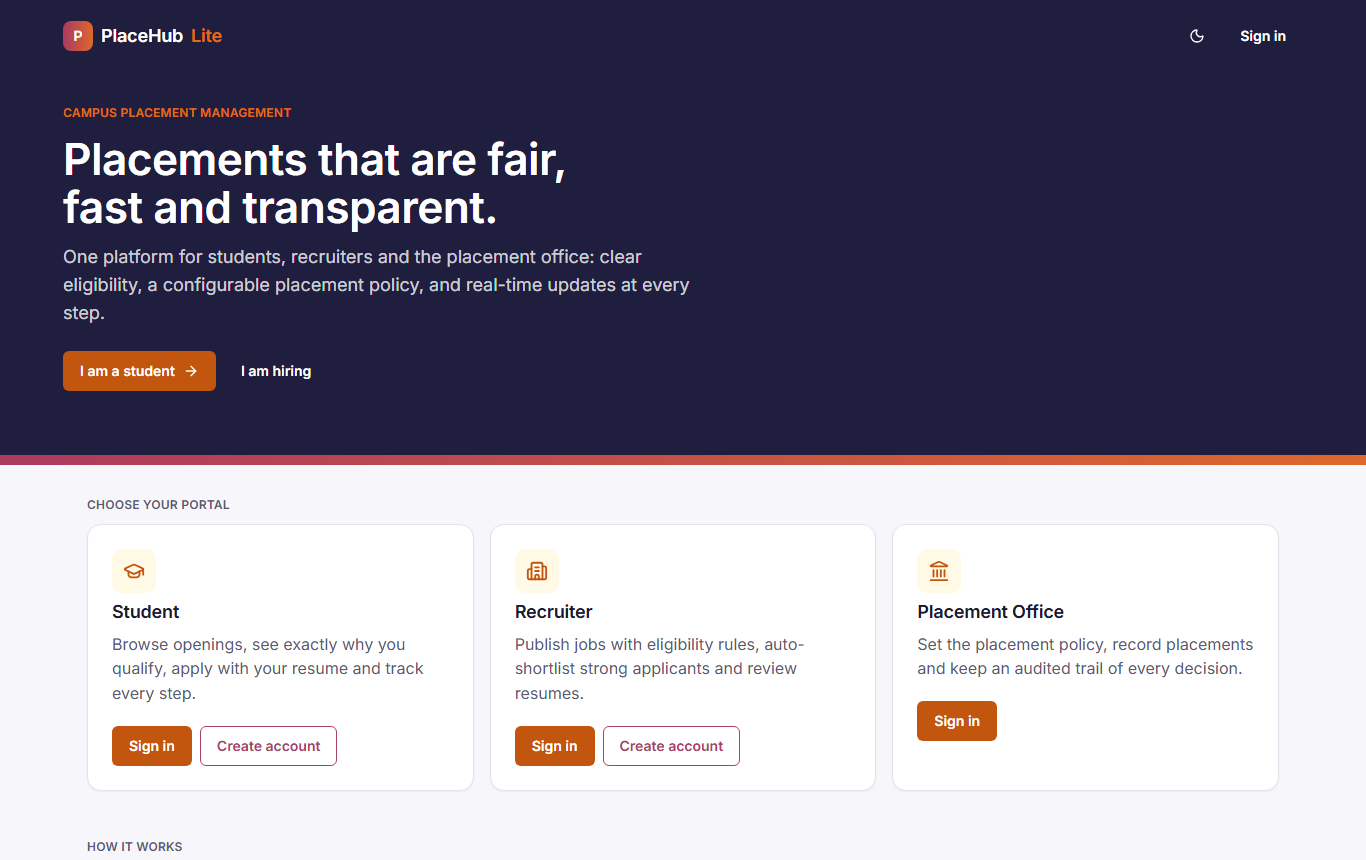 P PlaceHub Lite
Sign in
CAMPUS PLACEMENT MANAGEMENT
Placements that are fair,
fast and transparent.
One platform for students, recruiters and the placement office: clear
eligibility, a configurable placement policy, and real-time updates at every
step.
I am a student →
I am hiring
CHOOSE YOUR PORTAL
Student
Browse openings, see exactly why you
qualify, apply with your resume and track
every step.
Sign in
Create account
Recruiter
Publish jobs with eligibility rules, auto-
shortlist strong applicants and review
resumes.
Sign in
Create account
Placement Office
Set the placement policy, record placements
and keep an audited trail of every decision.
Sign in
HOW IT WORKS